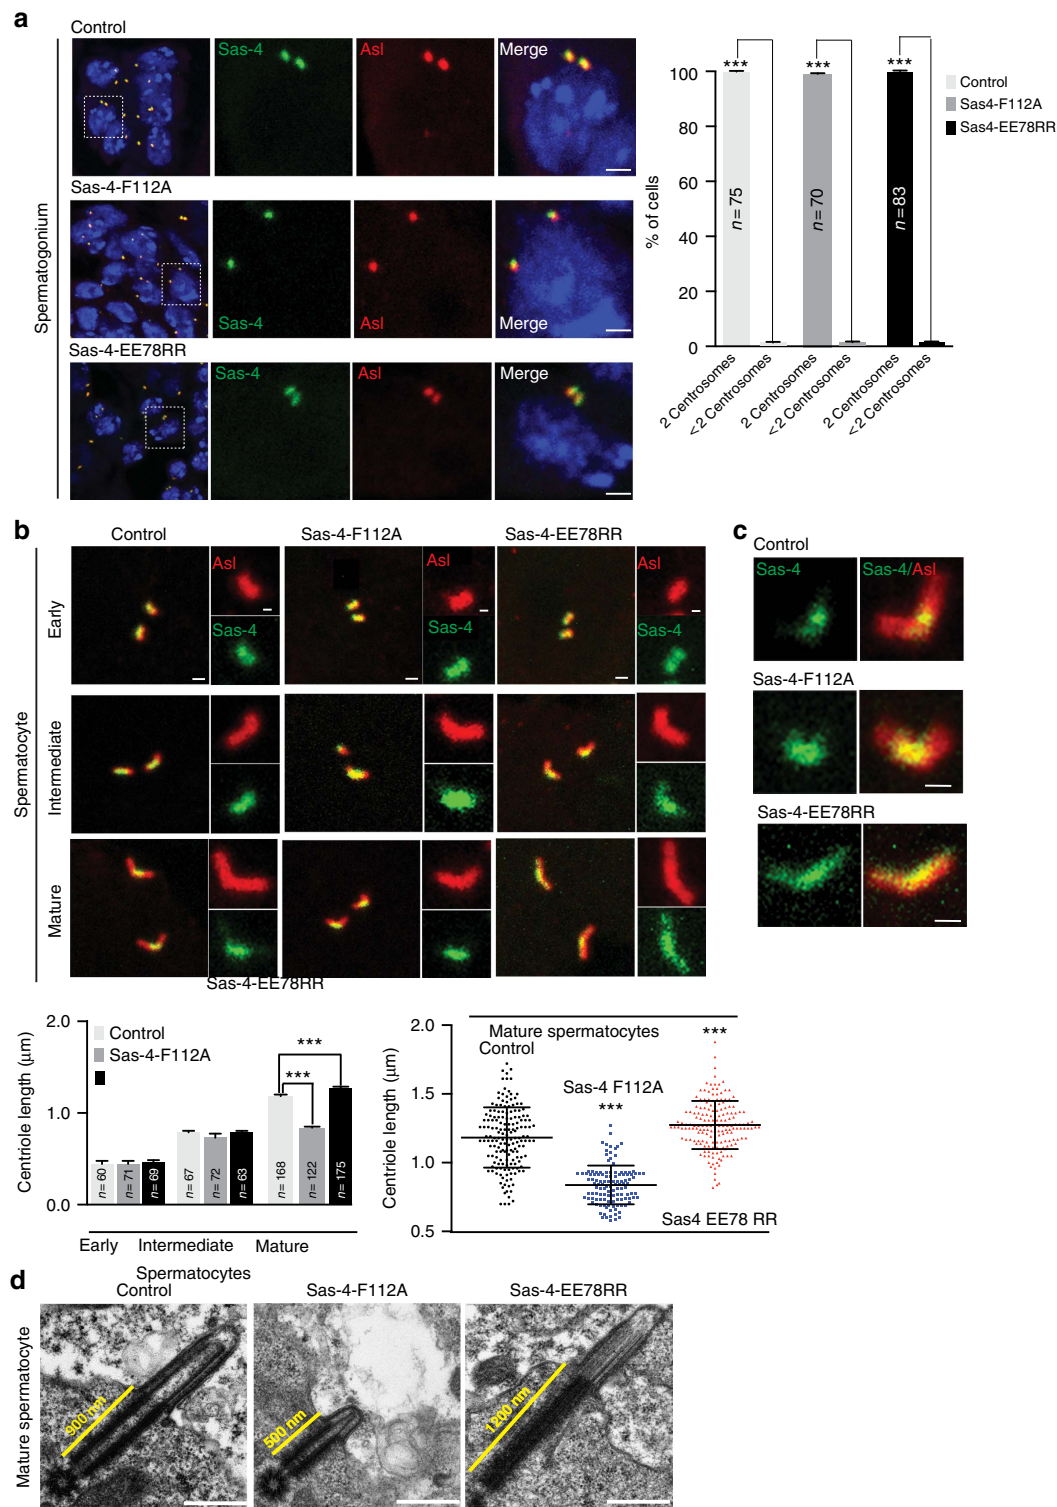 a
Control
Sas-4
Asl
Merge
Sas-4-F112A
Sas-4
Asl
Merge
Sas-4-EE78RR
Sas-4
Asl
Merge
Spermatogonium
% of cells
100
80
60
40
20
0
***
***
***
n = 75
n = 70
n = 83
2 Centrosomes
<2 Centrosomes
2 Centrosomes
<2 Centrosomes
2 Centrosomes
<2 Centrosomes
Control
Sas4-F112A
Sas4-EE78RR
b
Control
Sas-4-F112A
Sas-4-EE78RR
Spermatocyte
Early
Asl
Sas-4
Asl
Sas-4
Asl
Sas-4
Intermediate
Mature
Sas-4-EE78RR
c
Control
Sas-4
Sas-4/Asl
Sas-4-F112A
Sas-4-EE78RR
Centriole length (μm)
2.0
1.0
0.0
Control
Sas-4-F112A
***
***
n = 60
n = 71
n = 69
n = 67
n = 72
n = 63
n = 168
n = 122
n = 175
Early
Intermediate
Mature
Spermatocytes
Centriole length (μm)
2.0
1.5
1.0
0.5
Mature spermatocytes
Control
Sas-4 F112A
***
***
Sas4 EE78 RR
d
Control
Sas-4-F112A
Sas-4-EE78RR
Mature spermatocyte
900 nm
500 nm
1200 nm